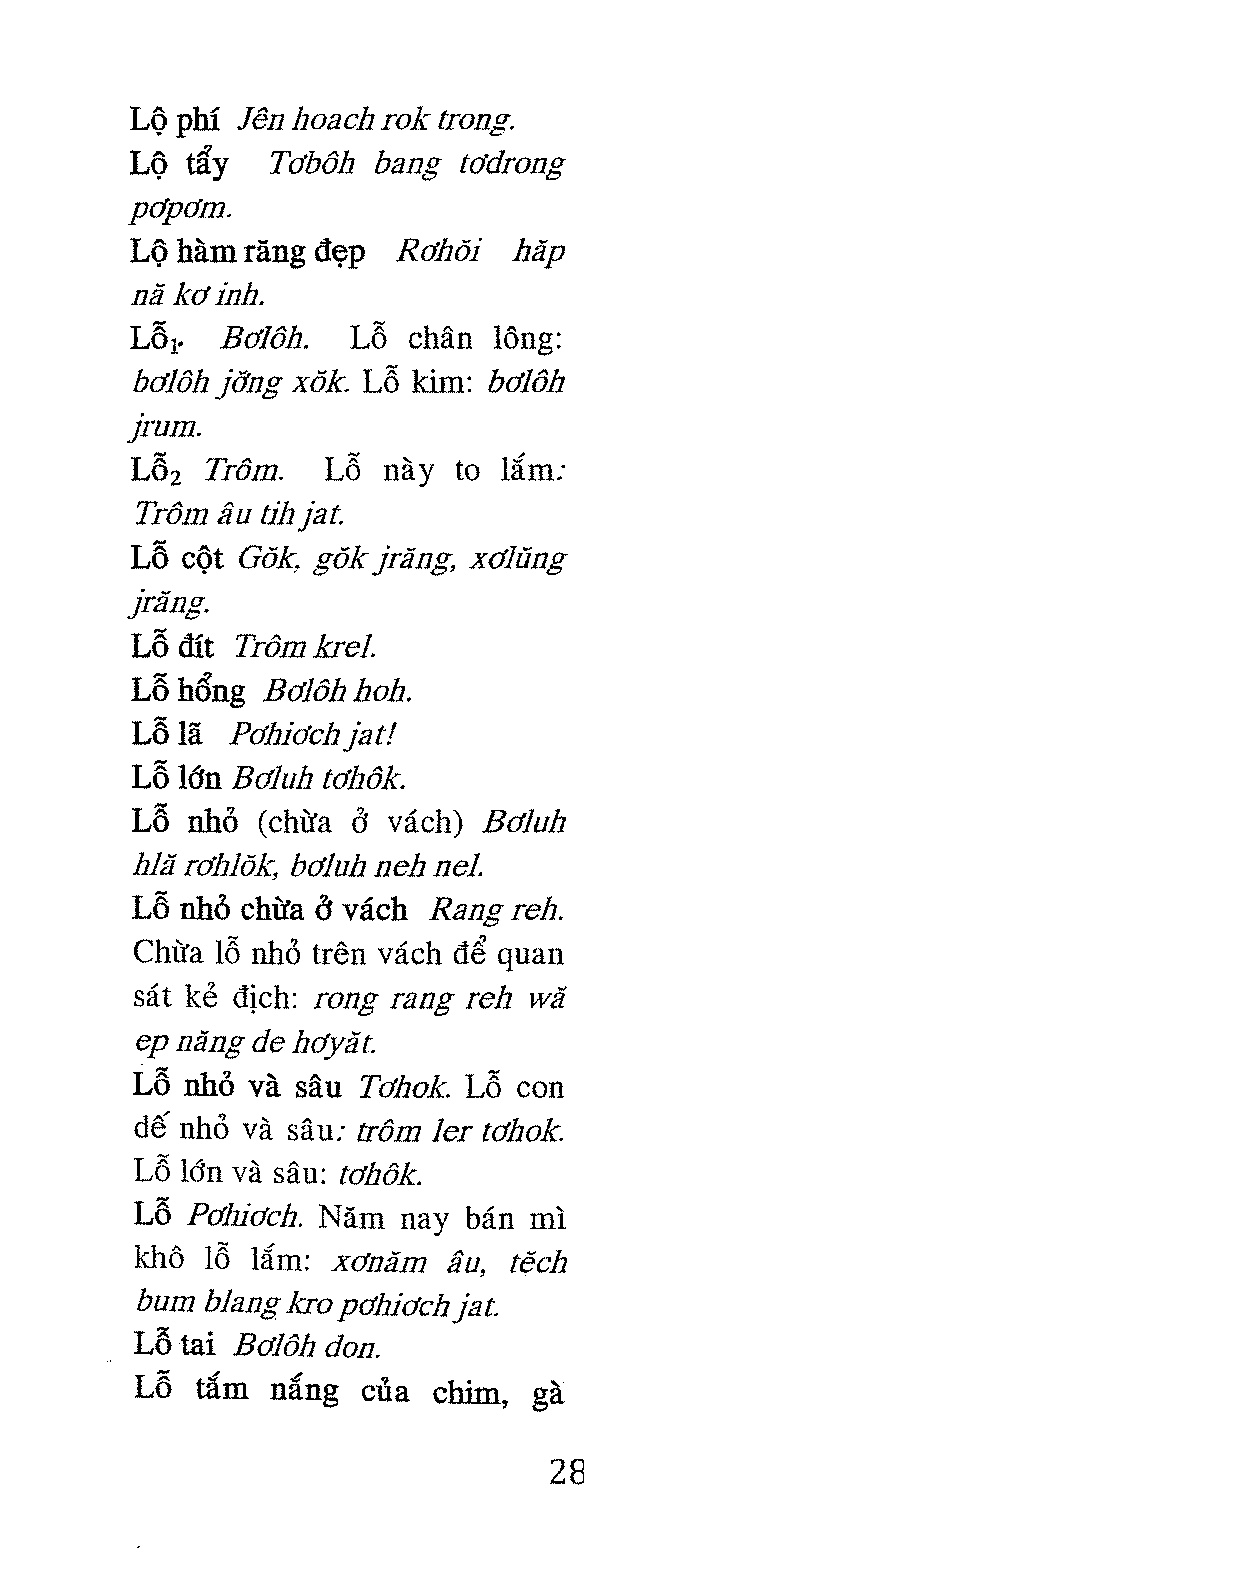 Lộ phí Jên hoach rok trong.
Lộ tẩy Tơbôh bang tơdrong
pơpơm.
Lộ hàm răng đẹp Rơhŏi hăp
nă kơ inh.
Lỗ₁. Bơlôh. Lỗ chân lông:
bơlôh jơ̆ng xŏk. Lỗ kim: bơlôh
jrum.
Lỗ₂ Trôm. Lỗ này to lắm:
Trôm âu tih jat.
Lỗ cột Gŏk, gŏk jrăng, xơlŭng
jrăng.
Lỗ đít Trôm krel.
Lỗ hổng Bơlôh hoh.
Lỗ lã Pơhiơch jat!
Lỗ lớn Bơluh tơhôk.
Lỗ nhỏ (chừa ở vách) Bơluh
hlă rơhlŏk, bơluh neh nel.
Lỗ nhỏ chừa ở vách Rang reh.
Chừa lỗ nhỏ trên vách để quan
sát kẻ địch: rong rang reh wă
ep năng de hơyăt.
Lỗ nhỏ và sâu Tơhok. Lỗ con
dế nhỏ và sâu: trôm ler tơhok.
Lỗ lớn và sâu: tơhôk.
Lỗ Pơhiơch. Năm nay bán mì
khô lỗ lắm: xơnăm âu, tĕch
bum blang kro pơhiơch jat.
Lỗ tai Bơlôh don.
Lỗ tắm nắng của chim, gà
28